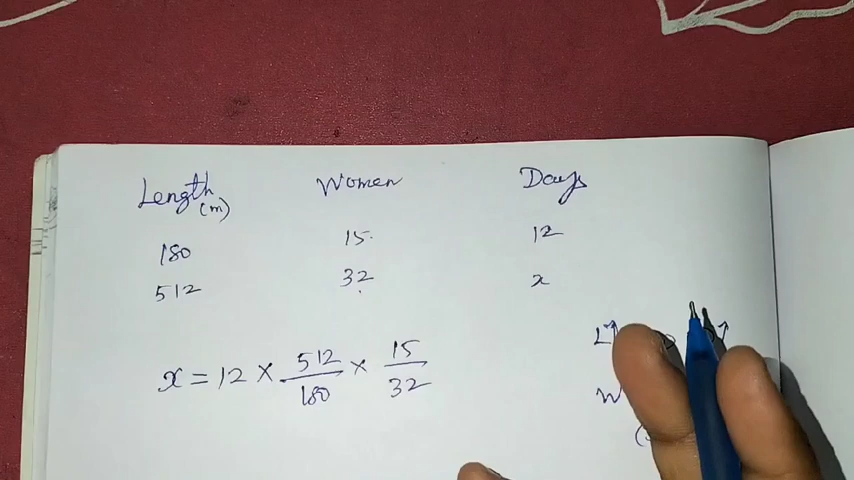 Length Women Days
(m)
180 15 12
512 32 x
L↑ ↑
x = 12 × 512/180 × 15/32
W